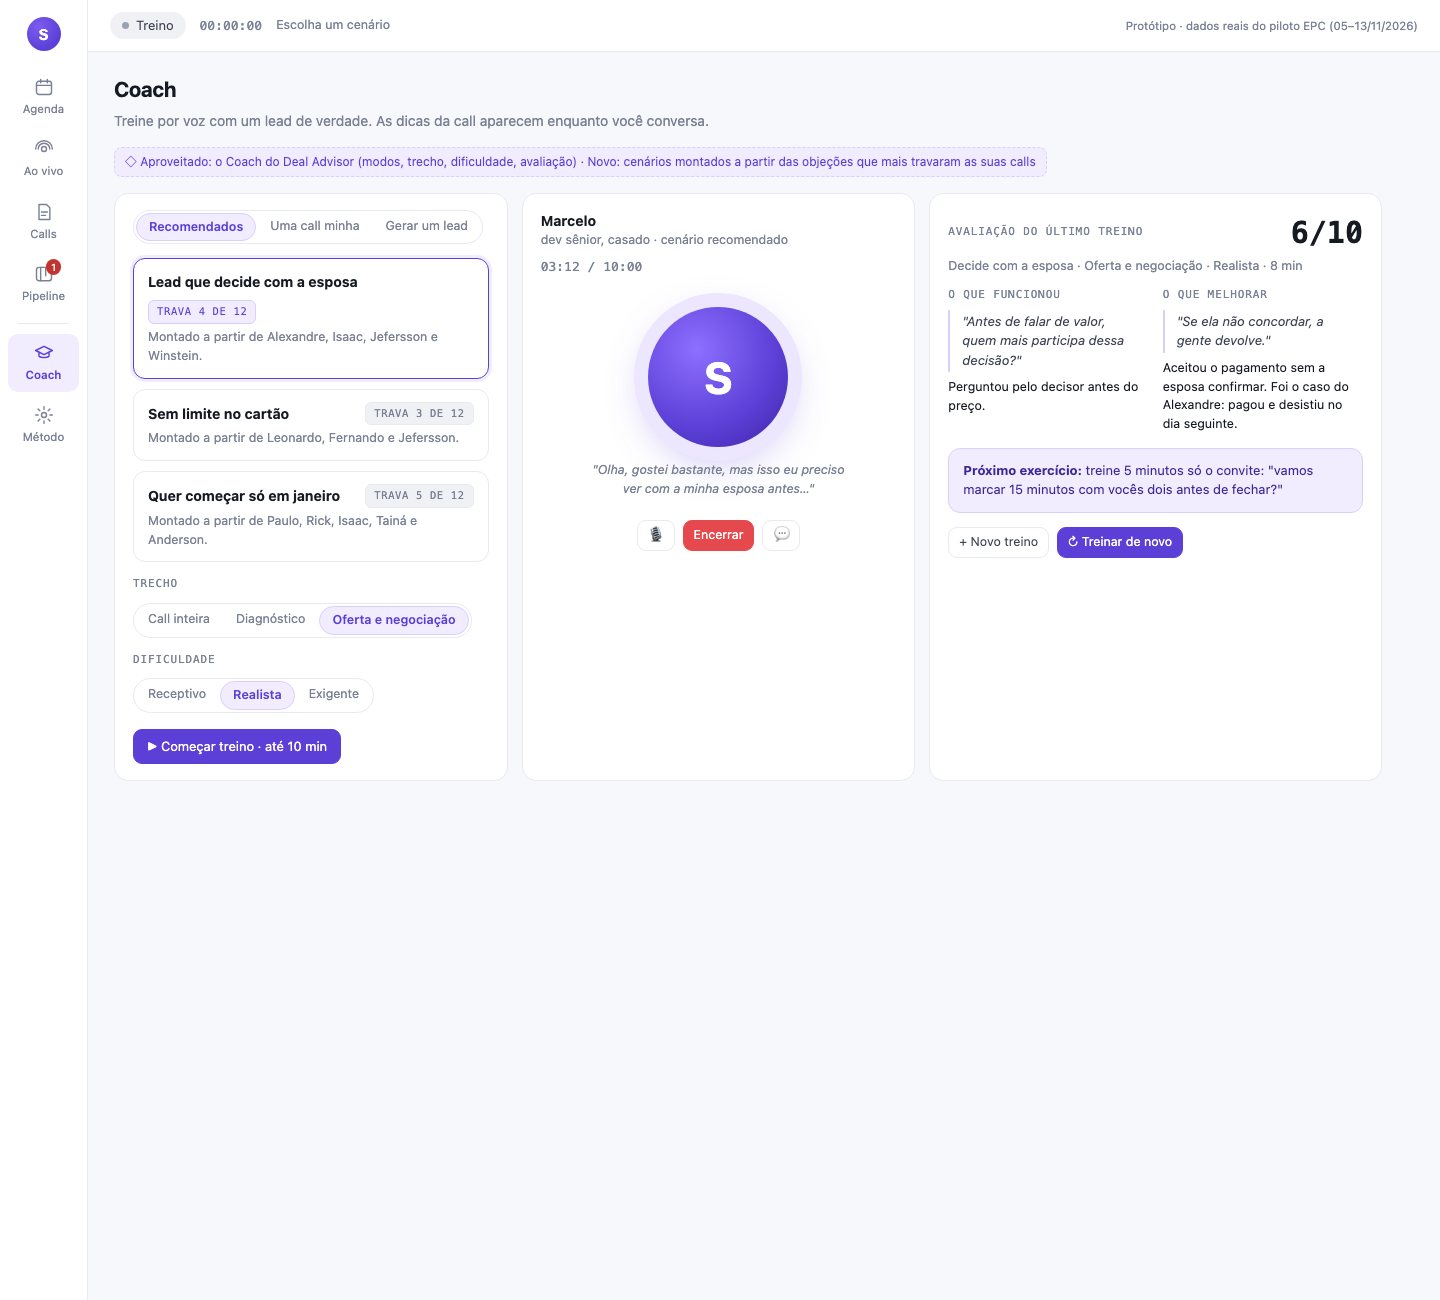 S
Treino
00:00:00
Escolha um cenário
Protótipo · dados reais do piloto EPC (05–13/11/2026)
Agenda
Ao vivo
Calls
1
Pipeline
Coach
Método
Coach
Treine por voz com um lead de verdade. As dicas da call aparecem enquanto você conversa.
◇ Aproveitado: o Coach do Deal Advisor (modos, trecho, dificuldade, avaliação) · Novo: cenários montados a partir das objeções que mais travaram as suas calls
Recomendados
Uma call minha
Gerar um lead
Lead que decide com a esposa
TRAVA 4 DE 12
Montado a partir de Alexandre, Isaac, Jefersson e
Winstein.
Sem limite no cartão
TRAVA 3 DE 12
Montado a partir de Leonardo, Fernando e Jefersson.
Quer começar só em janeiro
TRAVA 5 DE 12
Montado a partir de Paulo, Rick, Isaac, Tainá e
Anderson.
TRECHO
Call inteira
Diagnóstico
Oferta e negociação
DIFICULDADE
Receptivo
Realista
Exigente
▶ Começar treino · até 10 min
Marcelo
dev sênior, casado · cenário recomendado
03:12 / 10:00
S
"Olha, gostei bastante, mas isso eu preciso
ver com a minha esposa antes…"
Encerrar
AVALIAÇÃO DO ÚLTIMO TREINO
6/10
Decide com a esposa · Oferta e negociação · Realista · 8 min
O QUE FUNCIONOU
"Antes de falar de valor,
quem mais participa dessa
decisão?"
Perguntou pelo decisor antes do
preço.
O QUE MELHORAR
"Se ela não concordar, a
gente devolve."
Aceitou o pagamento sem a
esposa confirmar. Foi o caso do
Alexandre: pagou e desistiu no
dia seguinte.
Próximo exercício: treine 5 minutos só o convite: "vamos
marcar 15 minutos com vocês dois antes de fechar?"
+ Novo treino
↻ Treinar de novo